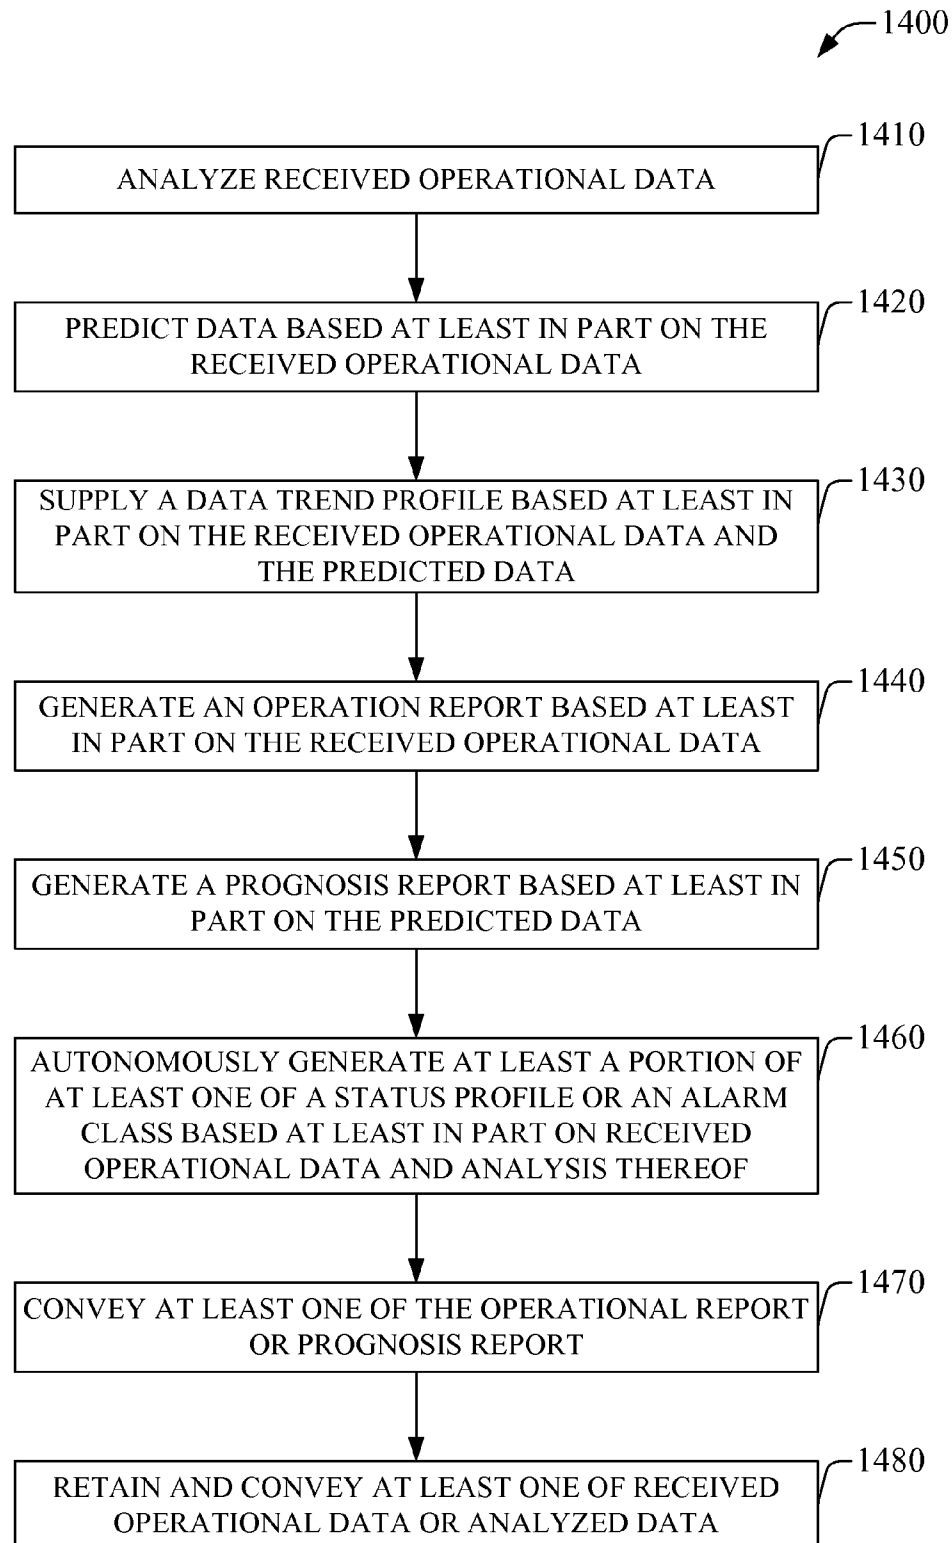 1400
1410
ANALYZE RECEIVED OPERATIONAL DATA
1420
PREDICT DATA BASED AT LEAST IN PART ON THE
RECEIVED OPERATIONAL DATA
1430
SUPPLY A DATA TREND PROFILE BASED AT LEAST IN
PART ON THE RECEIVED OPERATIONAL DATA AND
THE PREDICTED DATA
1440
GENERATE AN OPERATION REPORT BASED AT LEAST
IN PART ON THE RECEIVED OPERATIONAL DATA
1450
GENERATE A PROGNOSIS REPORT BASED AT LEAST IN
PART ON THE PREDICTED DATA
1460
AUTONOMOUSLY GENERATE AT LEAST A PORTION OF
AT LEAST ONE OF A STATUS PROFILE OR AN ALARM
CLASS BASED AT LEAST IN PART ON RECEIVED
OPERATIONAL DATA AND ANALYSIS THEREOF
1470
CONVEY AT LEAST ONE OF THE OPERATIONAL REPORT
OR PROGNOSIS REPORT
1480
RETAIN AND CONVEY AT LEAST ONE OF RECEIVED
OPERATIONAL DATA OR ANALYZED DATA